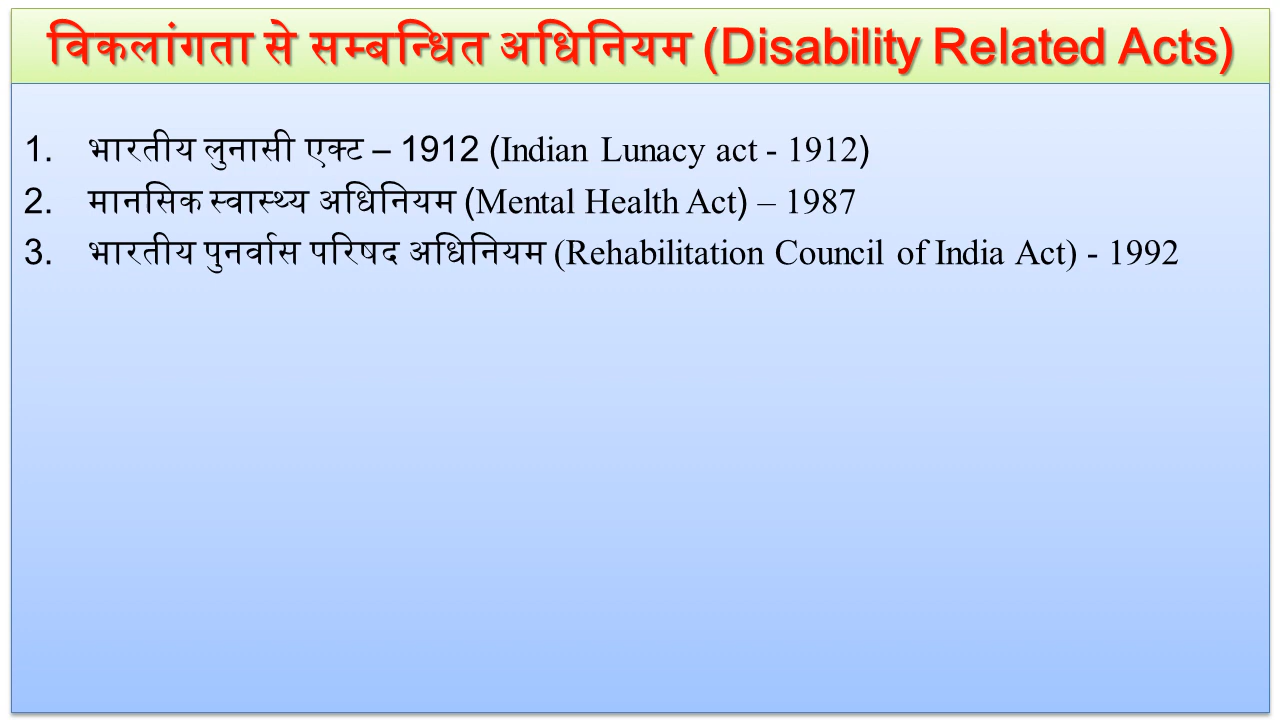 विकलांगता से सम्बन्धित अधिनियम (Disability Related Acts)
1. भारतीय लुनासी एक्ट – 1912 (Indian Lunacy act - 1912)
2. मानसिक स्वास्थ्य अधिनियम (Mental Health Act) – 1987
3. भारतीय पुनर्वास परिषद अधिनियम (Rehabilitation Council of India Act) - 1992